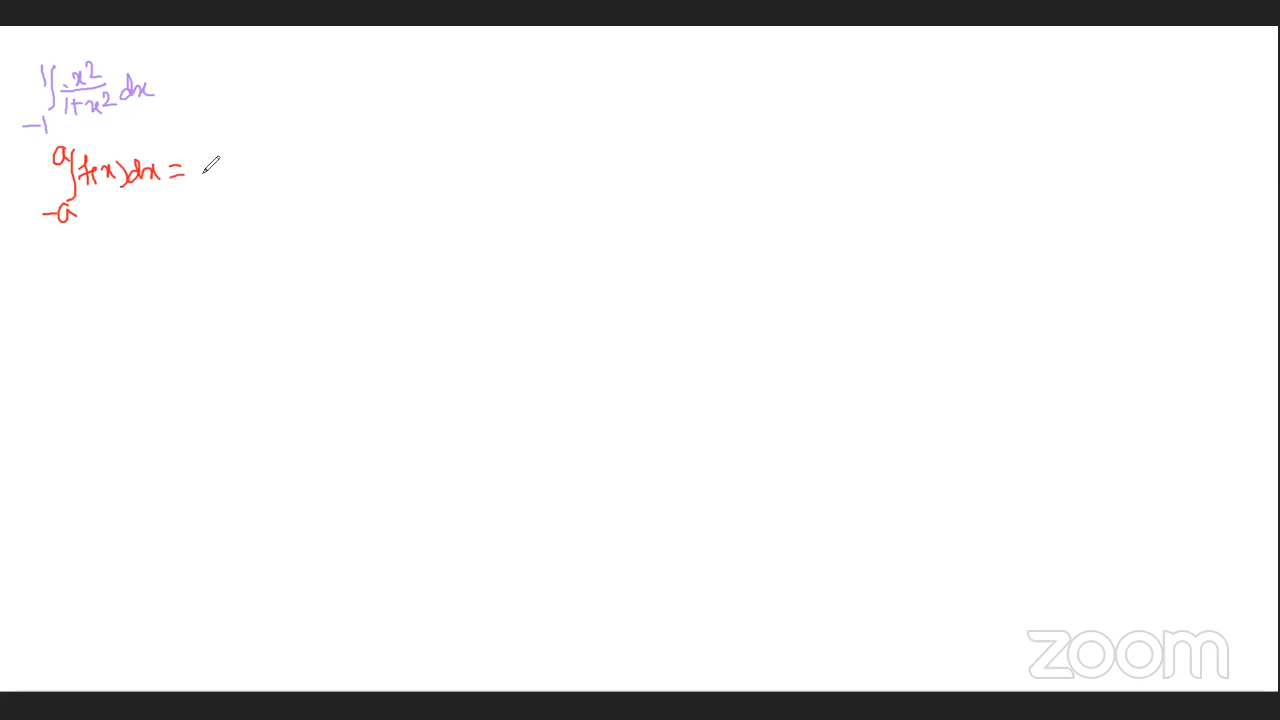 ∫_{-1}^{1} x²/(1+x²) dx
∫_{-a}^{a} f(x)dx =
zoom